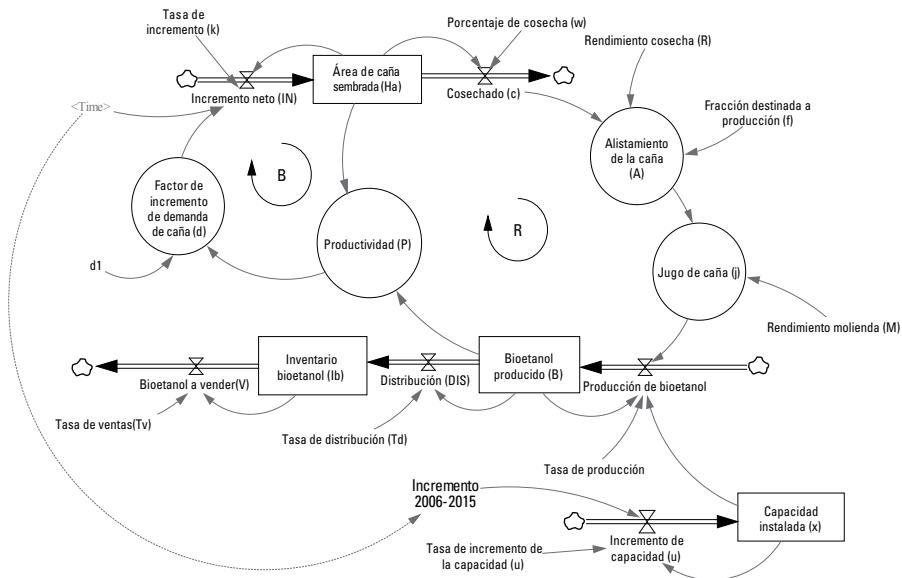 Tasa de
incremento (k)
Porcentaje de cosecha (w)
Rendimiento cosecha (R)
Área de caña
sembrada (Ha)
Incremento neto (IN)
Cosechado (c)
<Time>
Fracción destinada a
producción (f)
Alistamiento
de la caña
(A)
B
Factor de
incremento
de demanda
de caña (d)
R
Productividad (P)
d1
Jugo de caña (j)
Rendimiento molienda (M)
Inventario
bioetanol (Ib)
Bioetanol
producido (B)
Bioetanol a vender(V)
Distribución (DIS)
Producción de bioetanol
Tasa de ventas(Tv)
Tasa de distribución (Td)
Tasa de producción
Incremento
2006-2015
Capacidad
instalada (x)
Tasa de incremento de
la capacidad (u)
Incremento de
capacidad (u)